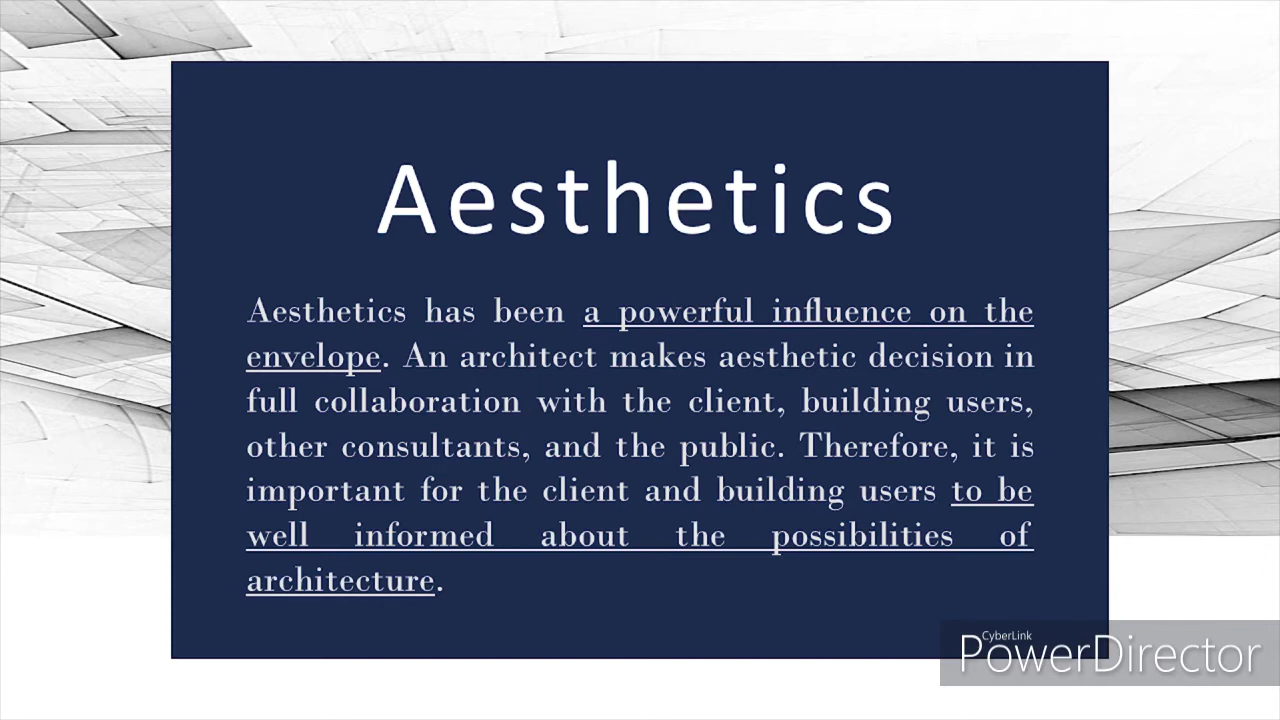 Aesthetics
Aesthetics has been a powerful influence on the
envelope. An architect makes aesthetic decision in
full collaboration with the client, building users,
other consultants, and the public. Therefore, it is
important for the client and building users to be
well informed about the possibilities of
architecture.
CyberLink
PowerDirector